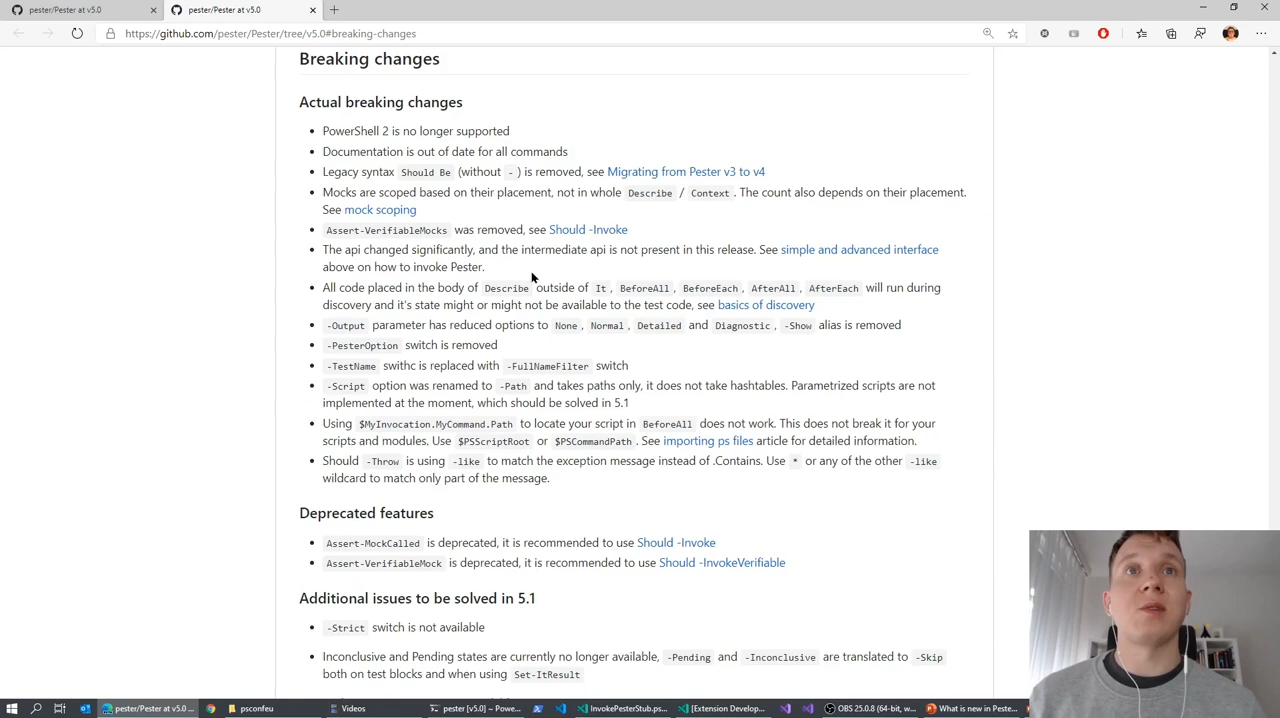 pester/Pester at v5.0
pester/Pester at v5.0
https://github.com/pester/Pester/tree/v5.0#breaking-changes
Breaking changes
Actual breaking changes
PowerShell 2 is no longer supported
Documentation is out of date for all commands
Legacy syntax Should Be (without - ) is removed, see Migrating from Pester v3 to v4
Mocks are scoped based on their placement, not in whole Describe / Context . The count also depends on their placement.
See mock scoping
Assert-VerifiableMocks was removed, see Should -Invoke
The api changed significantly, and the intermediate api is not present in this release. See simple and advanced interface
above on how to invoke Pester.
All code placed in the body of Describe outside of It , BeforeAll , BeforeEach , AfterAll , AfterEach will run during
discovery and it's state might or might not be available to the test code, see basics of discovery
-Output parameter has reduced options to None , Normal , Detailed and Diagnostic , -Show alias is removed
-PesterOption switch is removed
-TestName swithc is replaced with -FullNameFilter switch
-Script option was renamed to -Path and takes paths only, it does not take hashtables. Parametrized scripts are not
implemented at the moment, which should be solved in 5.1
Using $MyInvocation.MyCommand.Path to locate your script in BeforeAll does not work. This does not break it for your
scripts and modules. Use $PSScriptRoot or $PSCommandPath . See importing ps files article for detailed information.
Should -Throw is using -like to match the exception message instead of .Contains. Use * or any of the other -like
wildcard to match only part of the message.
Deprecated features
Assert-MockCalled is deprecated, it is recommended to use Should -Invoke
Assert-VerifiableMock is deprecated, it is recommended to use Should -InvokeVerifiable
Additional issues to be solved in 5.1
-Strict switch is not available
Inconclusive and Pending states are currently no longer available, -Pending and -Inconclusive are translated to -Skip
both on test blocks and when using Set-ItResult
pester/Pester at v5.0 ...
psconfeu
Videos
pester [v5.0] ~ Powe...
InvokePesterStub.ps...
[Extension Develop...
OBS 25.0.8 (64-bit, w...
What is new in Peste...